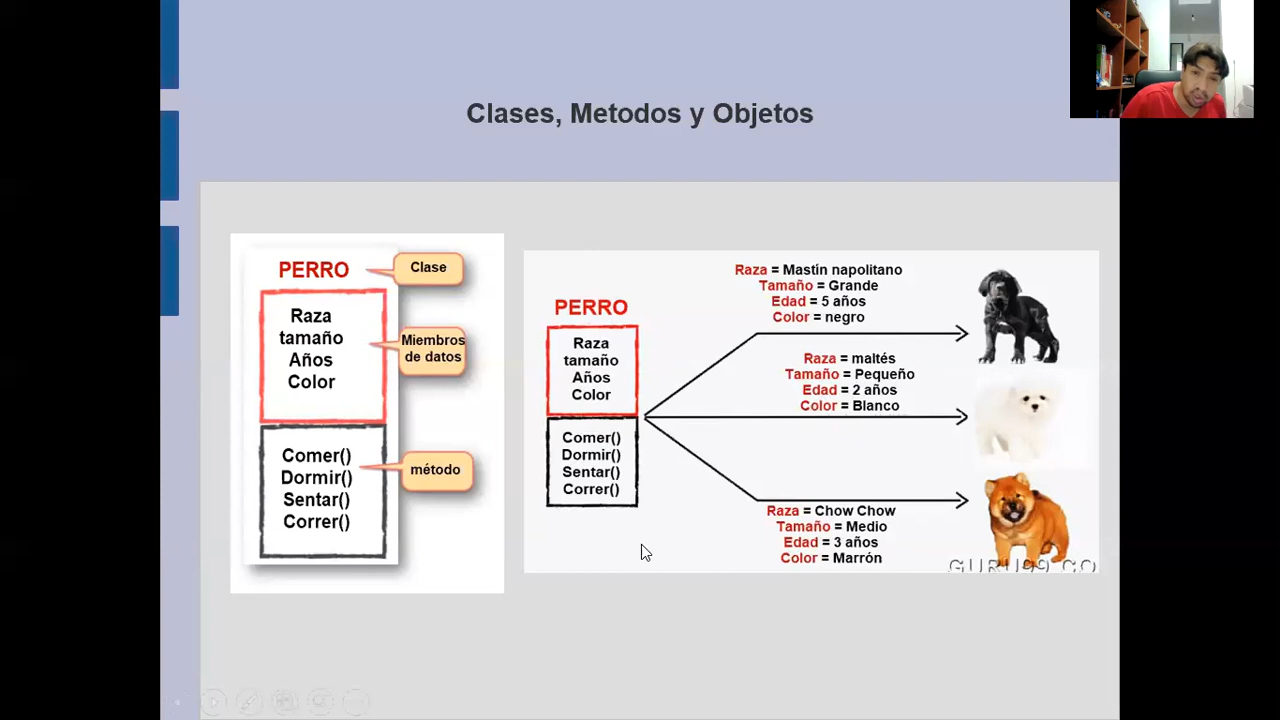 Clases, Metodos y Objetos
PERRO
Clase
Raza
tamaño
Años
Color
Miembros
de datos
Comer()
Dormir()
Sentar()
Correr()
método
PERRO
Raza
tamaño
Años
Color
Comer()
Dormir()
Sentar()
Correr()
Raza = Mastín napolitano
Tamaño = Grande
Edad = 5 años
Color = negro
Raza = maltés
Tamaño = Pequeño
Edad = 2 años
Color = Blanco
Raza = Chow Chow
Tamaño = Medio
Edad = 3 años
Color = Marrón
GURU99.CO